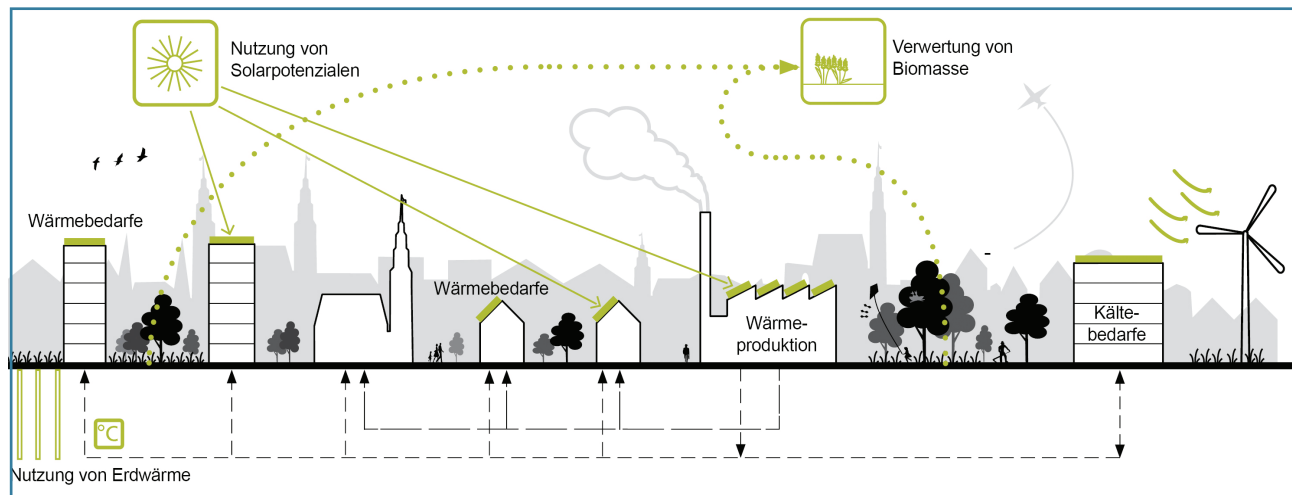 Nutzung von
Solarpotenzialen
Verwertung von
Biomasse
Wärmebedarfe
Wärmebedarfe
Wärme-
produktion
Kälte-
bedarfe
°C
Nutzung von Erdwärme